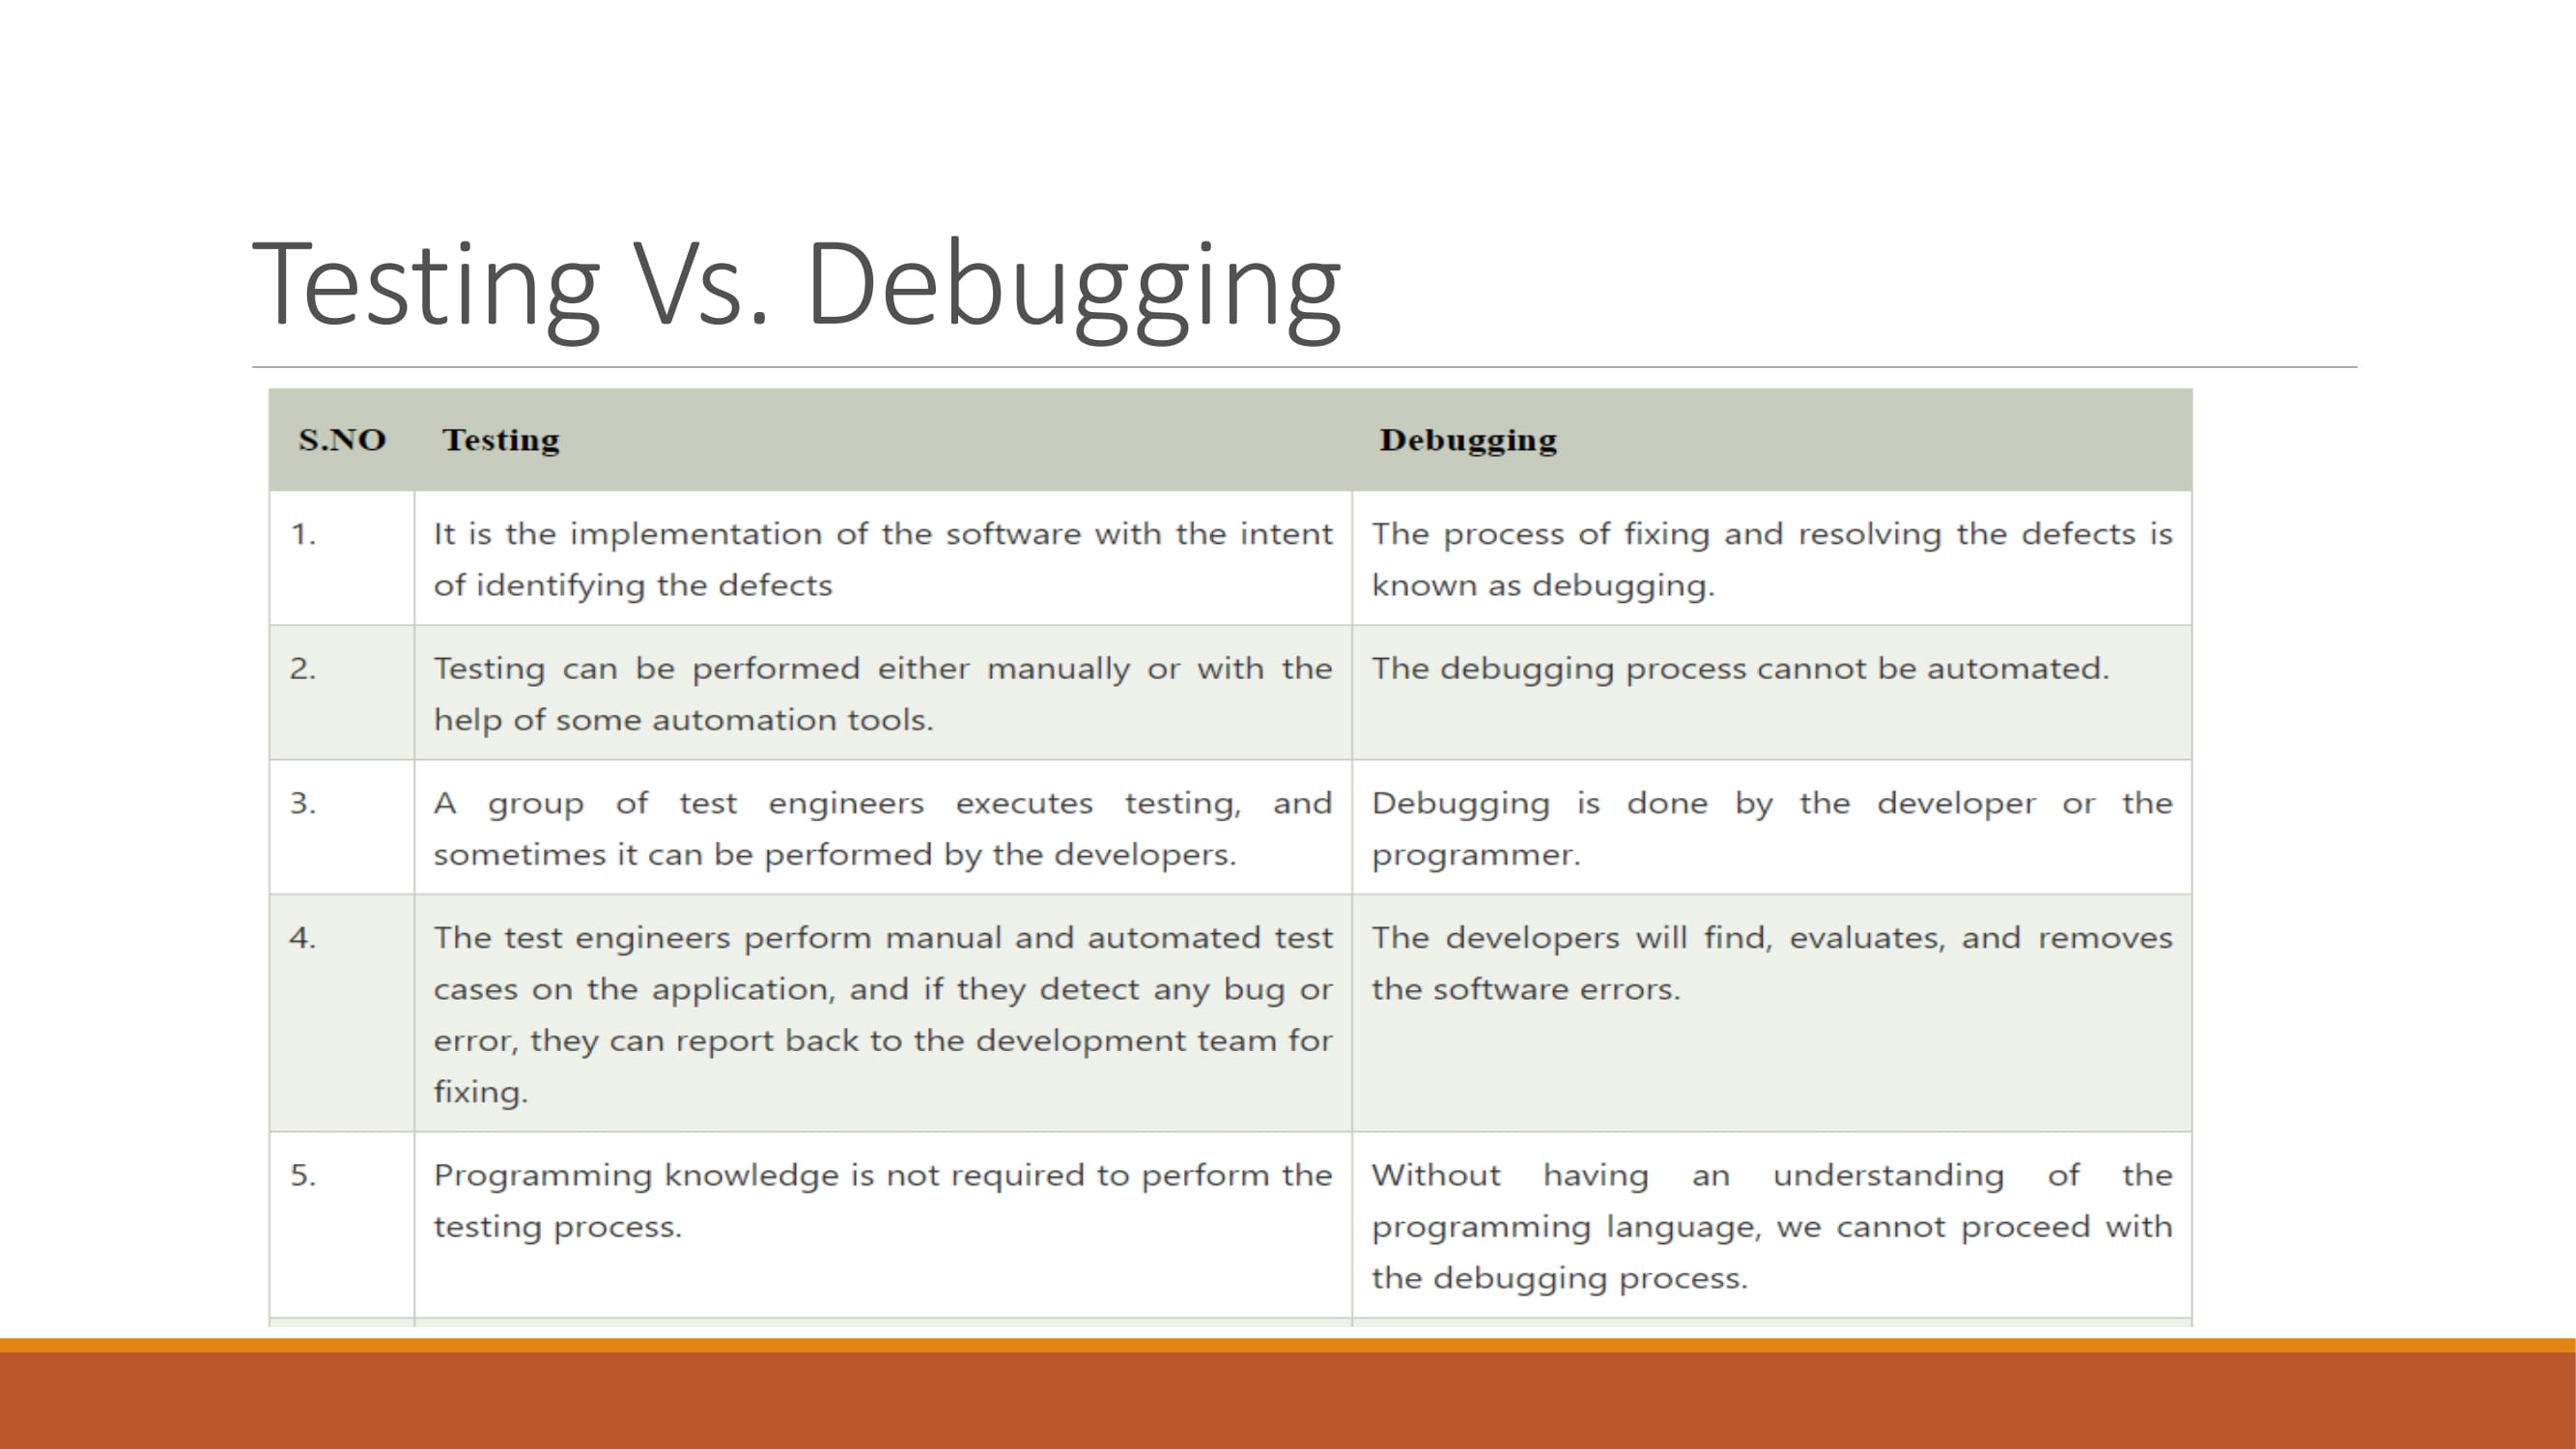 Testing Vs. Debugging
S.NO Testing Debugging
1. It is the implementation of the software with the intent The process of fixing and resolving the defects is
of identifying the defects known as debugging.
2. Testing can be performed either manually or with the The debugging process cannot be automated.
help of some automation tools.
3. A group of test engineers executes testing, and Debugging is done by the developer or the
sometimes it can be performed by the developers. programmer.
4. The test engineers perform manual and automated test The developers will find, evaluates, and removes
cases on the application, and if they detect any bug or the software errors.
error, they can report back to the development team for
fixing.
5. Programming knowledge is not required to perform the Without having an understanding of the
testing process. programming language, we cannot proceed with
the debugging process.